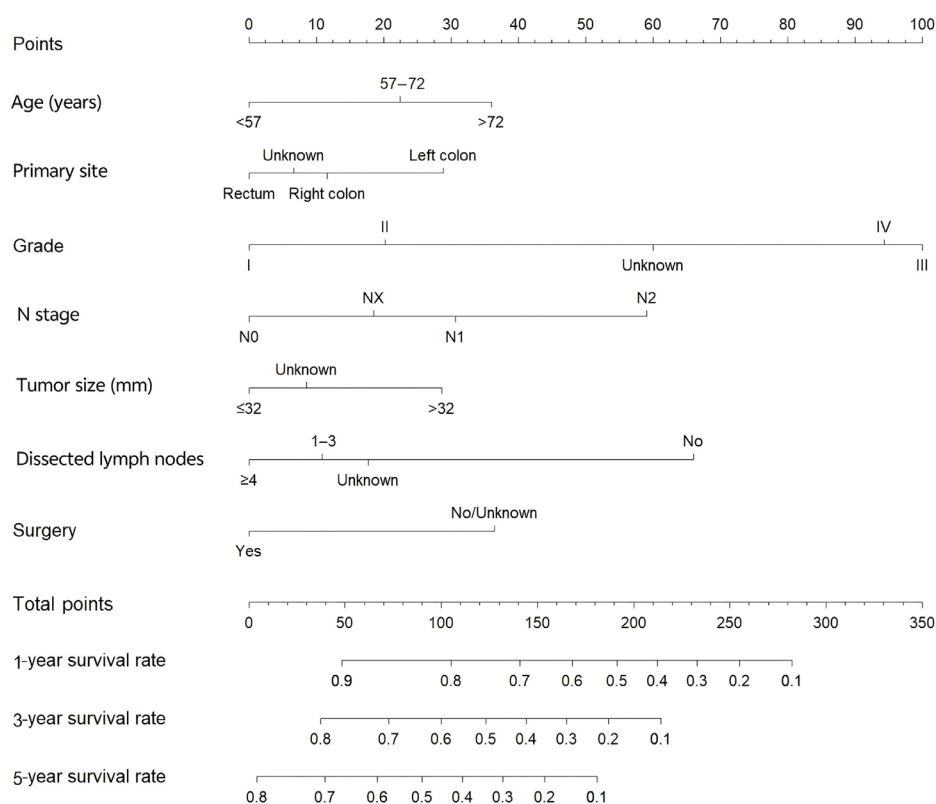 0 10 20 30 40 50 60 70 80 90 100
Points
57–72
Age (years)
<57 >72
Unknown Left colon
Primary site
Rectum Right colon
II IV
Grade
I Unknown III
NX N2
N stage
N0 N1
Unknown
Tumor size (mm)
≤32 >32
1–3 No
Dissected lymph nodes
≥4 Unknown
No/Unknown
Surgery
Yes
Total points
0 50 100 150 200 250 300 350
1-year survival rate
0.9 0.8 0.7 0.6 0.5 0.4 0.3 0.2 0.1
3-year survival rate
0.8 0.7 0.6 0.5 0.4 0.3 0.2 0.1
5-year survival rate
0.8 0.7 0.6 0.5 0.4 0.3 0.2 0.1